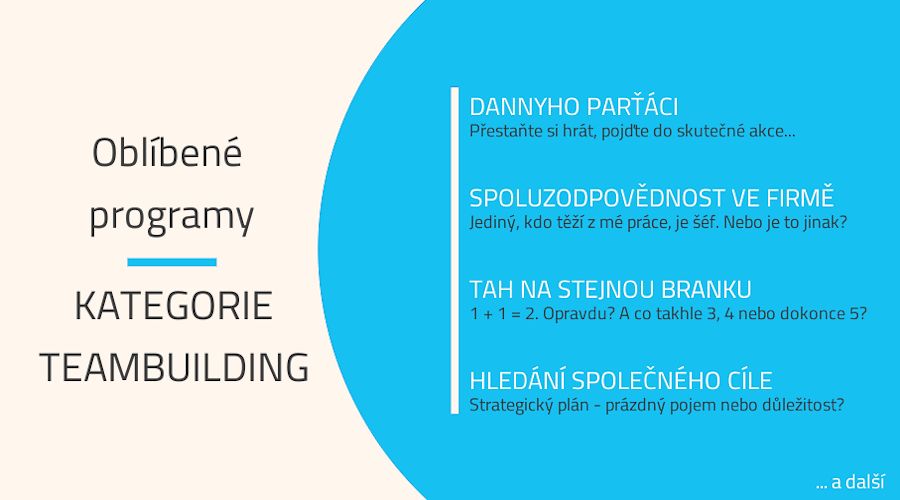 Oblíbené
programy
KATEGORIE
TEAMBUILDING
DANNYHO PARŤÁCI
Přestaňte si hrát, pojďte do skutečné akce...
SPOLUZODPOVĚDNOST VE FIRMĚ
Jediný, kdo těží z mé práce, je šéf. Nebo je to jinak?
TAH NA STEJNOU BRANKU
1 + 1 = 2. Opravdu? A co takhle 3, 4 nebo dokonce 5?
HLEDÁNÍ SPOLEČNÉHO CÍLE
Strategický plán - prázdný pojem nebo důležitost?
... a další